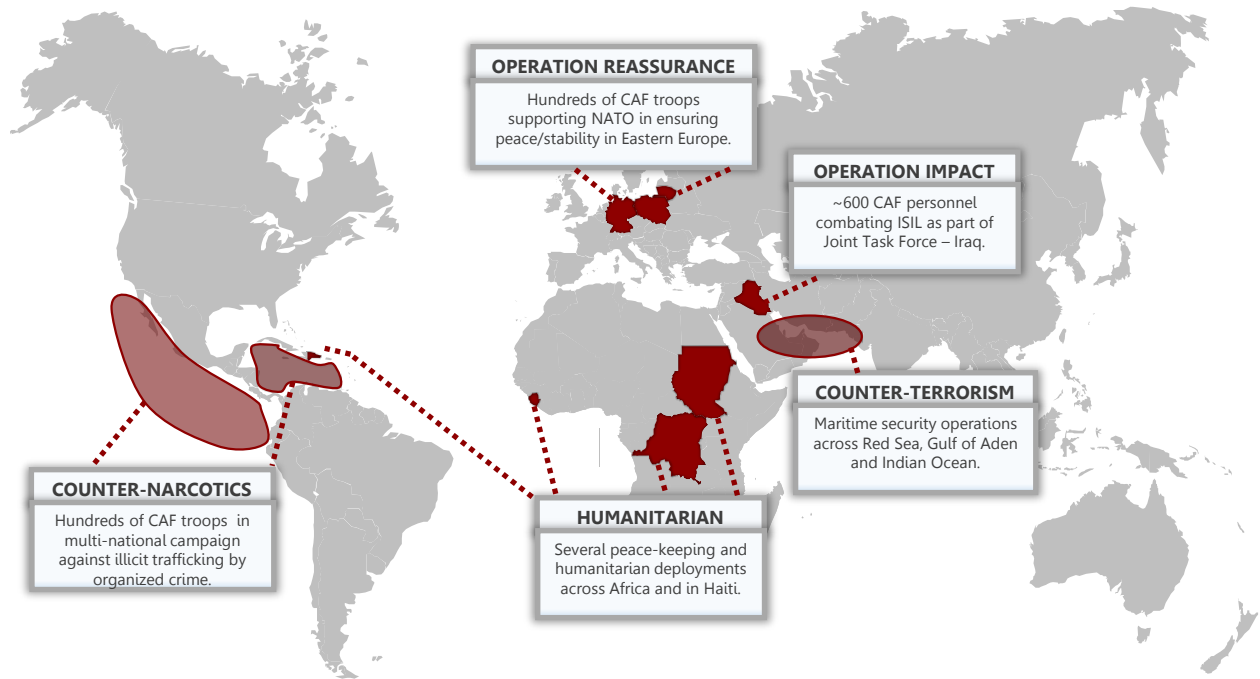 OPERATION REASSURANCE
Hundreds of CAF troops
supporting NATO in ensuring
peace/stability in Eastern Europe.
OPERATION IMPACT
~600 CAF personnel
combating ISIL as part of
Joint Task Force – Iraq.
COUNTER-TERRORISM
Maritime security operations
across Red Sea, Gulf of Aden
and Indian Ocean.
COUNTER-NARCOTICS
Hundreds of CAF troops in
multi-national campaign
against illicit trafficking by
organized crime.
HUMANITARIAN
Several peace-keeping and
humanitarian deployments
across Africa and in Haiti.